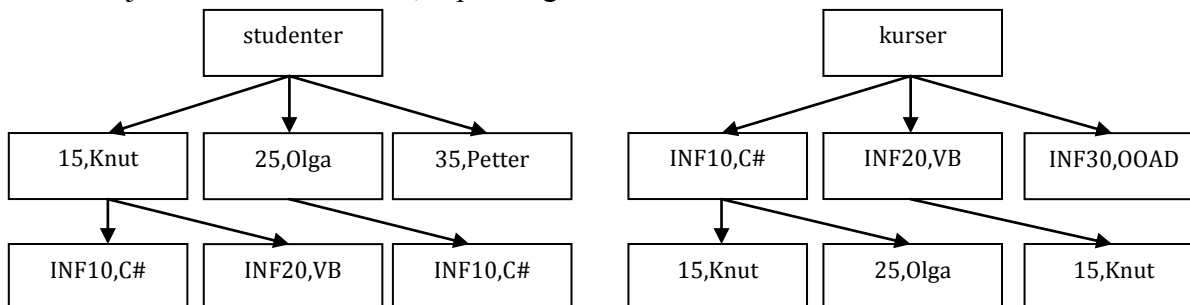 studenter
kurser
15,Knut
25,Olga
35,Petter
INF10,C#
INF20,VB
INF30,OOAD
INF10,C#
INF20,VB
INF10,C#
15,Knut
25,Olga
15,Knut